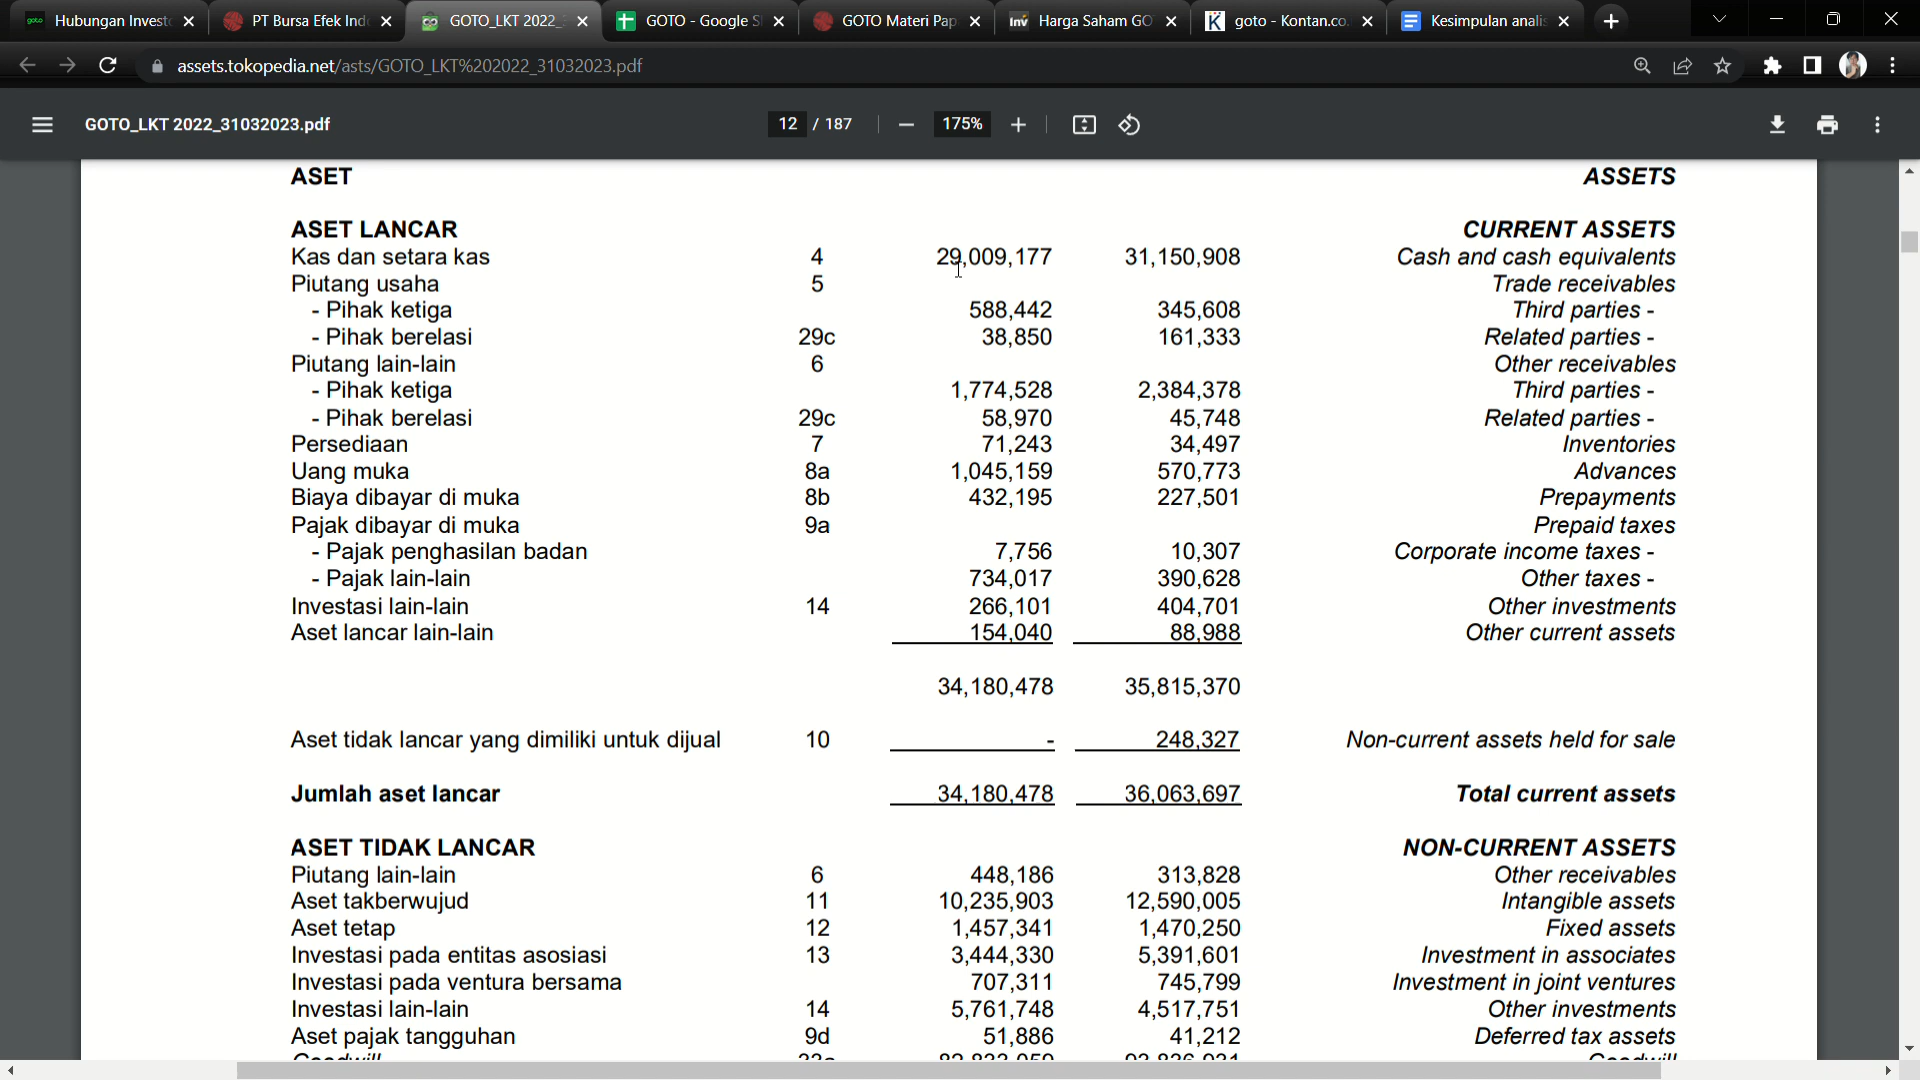 Hubungan Invest
PT Bursa Efek Ind
GOTO_LKT 2022_
GOTO - Google S
GOTO Materi Pap
Harga Saham GO
goto - Kontan.co.
Kesimpulan analis
assets.tokopedia.net/asts/GOTO_LKT%202022_31032023.pdf
GOTO_LKT 2022_31032023.pdf
12 / 187
175%
ASET ASSETS
ASET LANCAR CURRENT ASSETS
Kas dan setara kas 4 29,009,177 31,150,908 Cash and cash equivalents
Piutang usaha 5 Trade receivables
- Pihak ketiga 588,442 345,608 Third parties -
- Pihak berelasi 29c 38,850 161,333 Related parties -
Piutang lain-lain 6 Other receivables
- Pihak ketiga 1,774,528 2,384,378 Third parties -
- Pihak berelasi 29c 58,970 45,748 Related parties -
Persediaan 7 71,243 34,497 Inventories
Uang muka 8a 1,045,159 570,773 Advances
Biaya dibayar di muka 8b 432,195 227,501 Prepayments
Pajak dibayar di muka 9a Prepaid taxes
- Pajak penghasilan badan 7,756 10,307 Corporate income taxes -
- Pajak lain-lain 734,017 390,628 Other taxes -
Investasi lain-lain 14 266,101 404,701 Other investments
Aset lancar lain-lain 154,040 88,988 Other current assets
34,180,478 35,815,370
Aset tidak lancar yang dimiliki untuk dijual 10 - 248,327 Non-current assets held for sale
Jumlah aset lancar 34,180,478 36,063,697 Total current assets
ASET TIDAK LANCAR NON-CURRENT ASSETS
Piutang lain-lain 6 448,186 313,828 Other receivables
Aset takberwujud 11 10,235,903 12,590,005 Intangible assets
Aset tetap 12 1,457,341 1,470,250 Fixed assets
Investasi pada entitas asosiasi 13 3,444,330 5,391,601 Investment in associates
Investasi pada ventura bersama 707,311 745,799 Investment in joint ventures
Investasi lain-lain 14 5,761,748 4,517,751 Other investments
Aset pajak tangguhan 9d 51,886 41,212 Deferred tax assets
Goodwill Goodwill